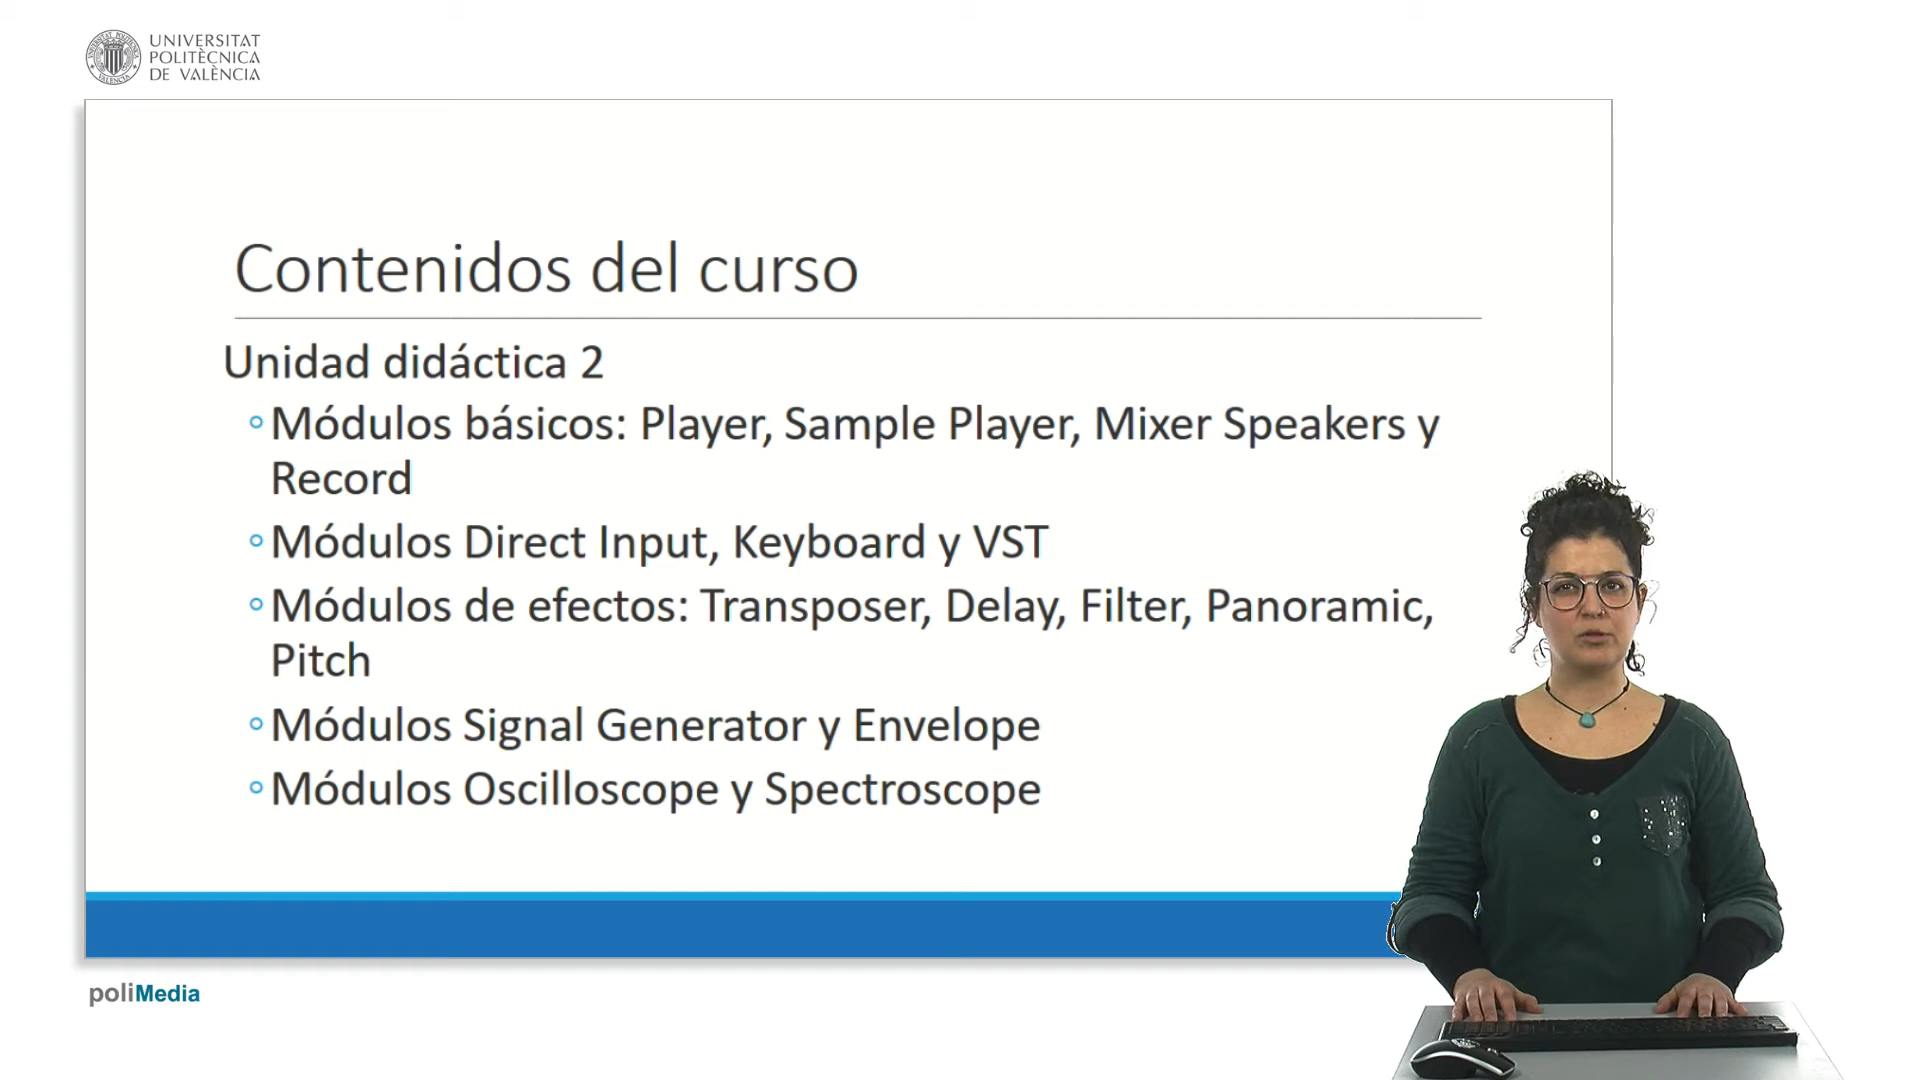 UNIVERSITAT
POLITÈCNICA
DE VALÈNCIA
Contenidos del curso
Unidad didáctica 2
Módulos básicos: Player, Sample Player, Mixer Speakers y
Record
Módulos Direct Input, Keyboard y VST
Módulos de efectos: Transposer, Delay, Filter, Panoramic,
Pitch
Módulos Signal Generator y Envelope
Módulos Oscilloscope y Spectroscope
poliMedia